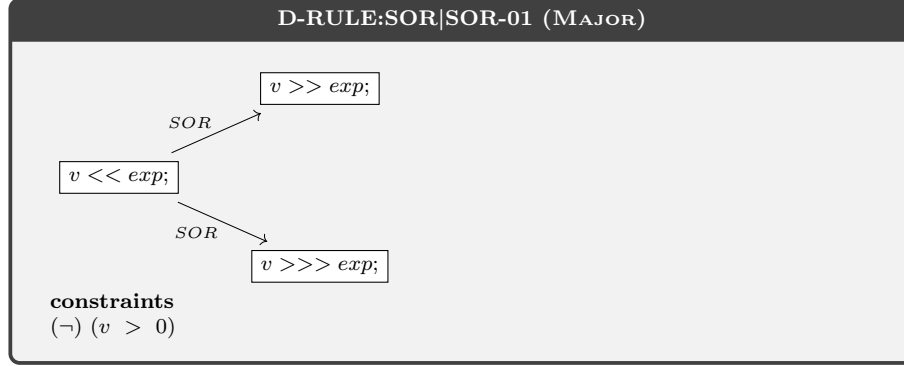 D-RULE:SOR|SOR-01 (MAJOR)
v >> exp;
SOR
v << exp;
SOR
v >>> exp;
constraints
(¬) (v > 0)